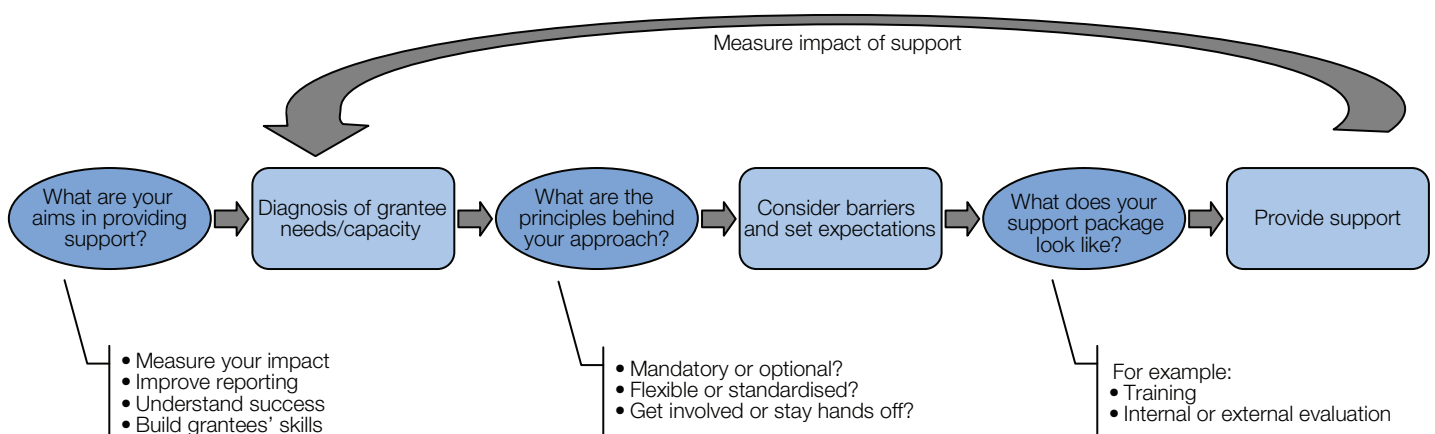 Measure impact of support
What are your
aims in providing
support?
Diagnosis of grantee
needs/capacity
What are the
principles behind
your approach?
Consider barriers
and set expectations
What does your
support package
look like?
Provide support
• Measure your impact
• Improve reporting
• Understand success
• Build grantees' skills
• Mandatory or optional?
• Flexible or standardised?
• Get involved or stay hands off?
For example:
• Training
• Internal or external evaluation